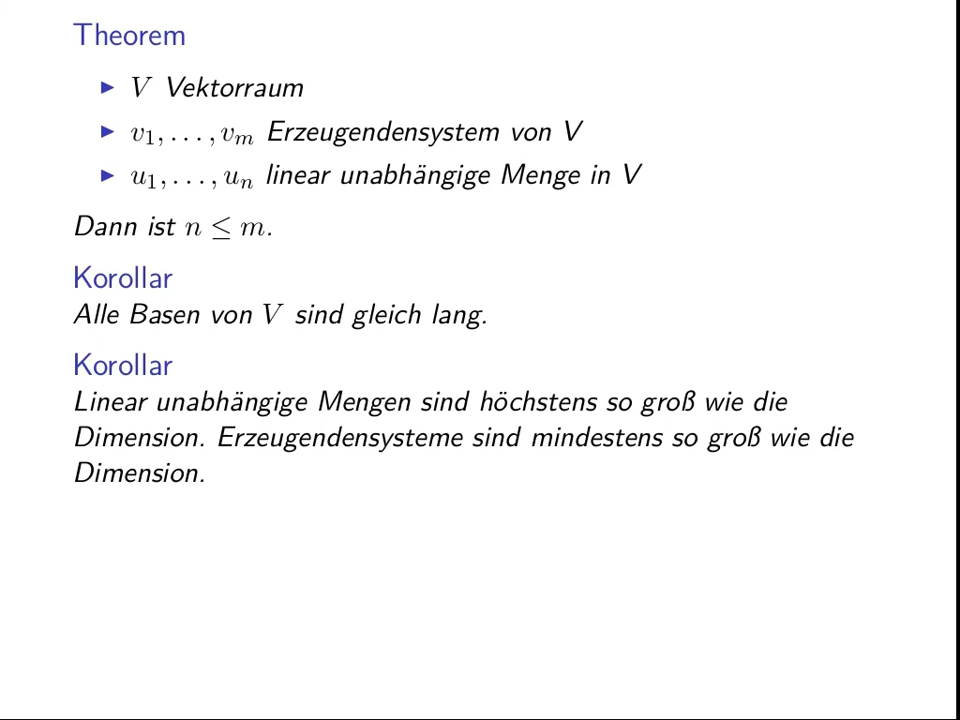 Theorem
▶ V Vektorraum
▶ v₁, . . . , vₘ Erzeugendensystem von V
▶ u₁, . . . , uₙ linear unabhängige Menge in V
Dann ist n ≤ m.
Korollar
Alle Basen von V sind gleich lang.
Korollar
Linear unabhängige Mengen sind höchstens so groß wie die
Dimension. Erzeugendensysteme sind mindestens so groß wie die
Dimension.